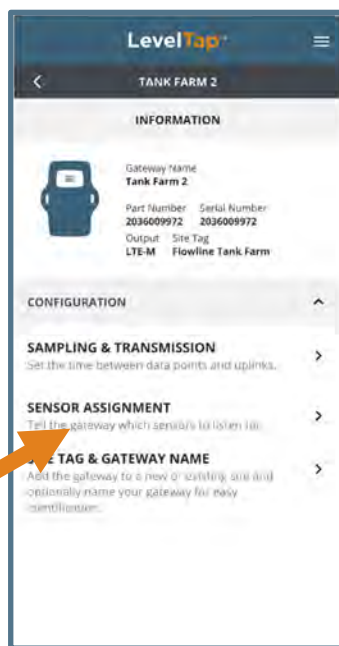 LevelTap™
TANK FARM 2
INFORMATION
Gateway Name
Tank Farm 2
Part Number Serial Number
2036009972 2036009972
Output Site Tag
LTE-M Flowline Tank Farm
CONFIGURATION
SAMPLING & TRANSMISSION
Set the time between data points and uplinks.
SENSOR ASSIGNMENT
Tell the gateway which sensors to listen for.
TAG & GATEWAY NAME
Add the gateway to a new or existing site and
optionally name your gateway for easy
identification.